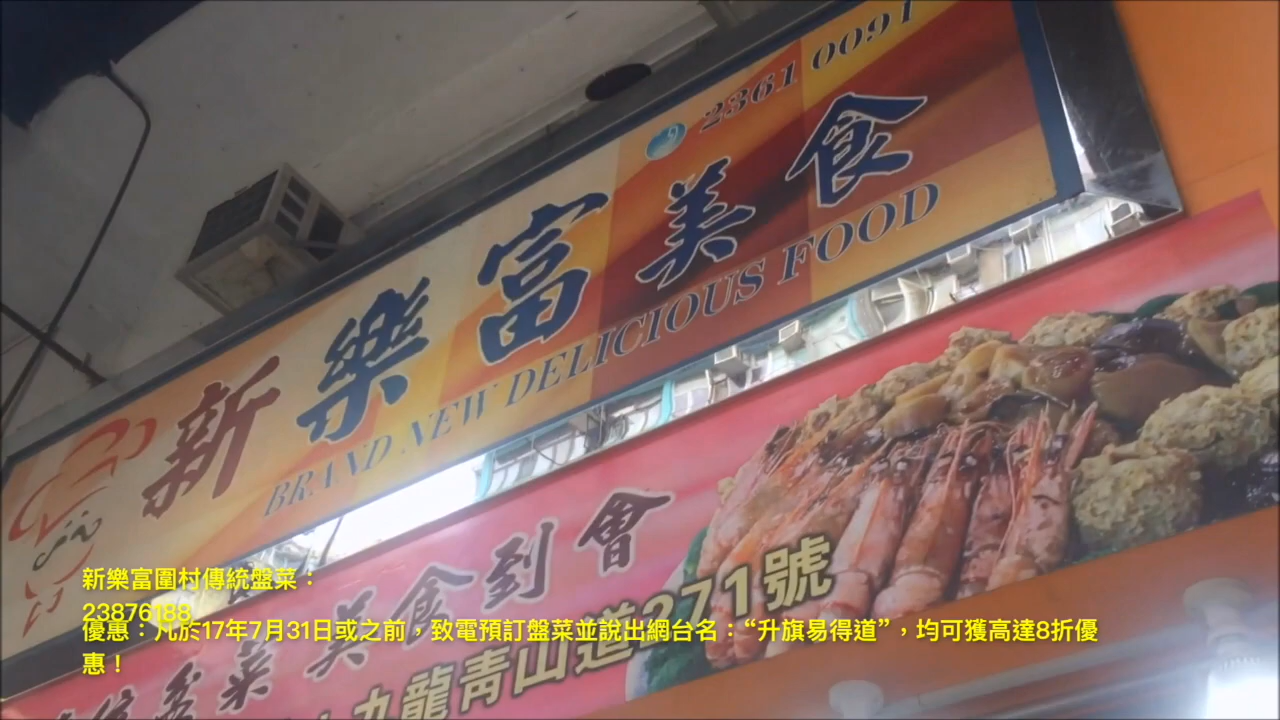 2361 0091
新樂富美食
BRAND NEW DELICIOUS FOOD
盤菜美食到會
九龍青山道271號
新樂富圍村傳統盤菜：
23876188
優惠：凡於17年7月31日或之前，致電預訂盤菜並說出網台名：“升旗易得道”，均可獲高達8折優
惠！